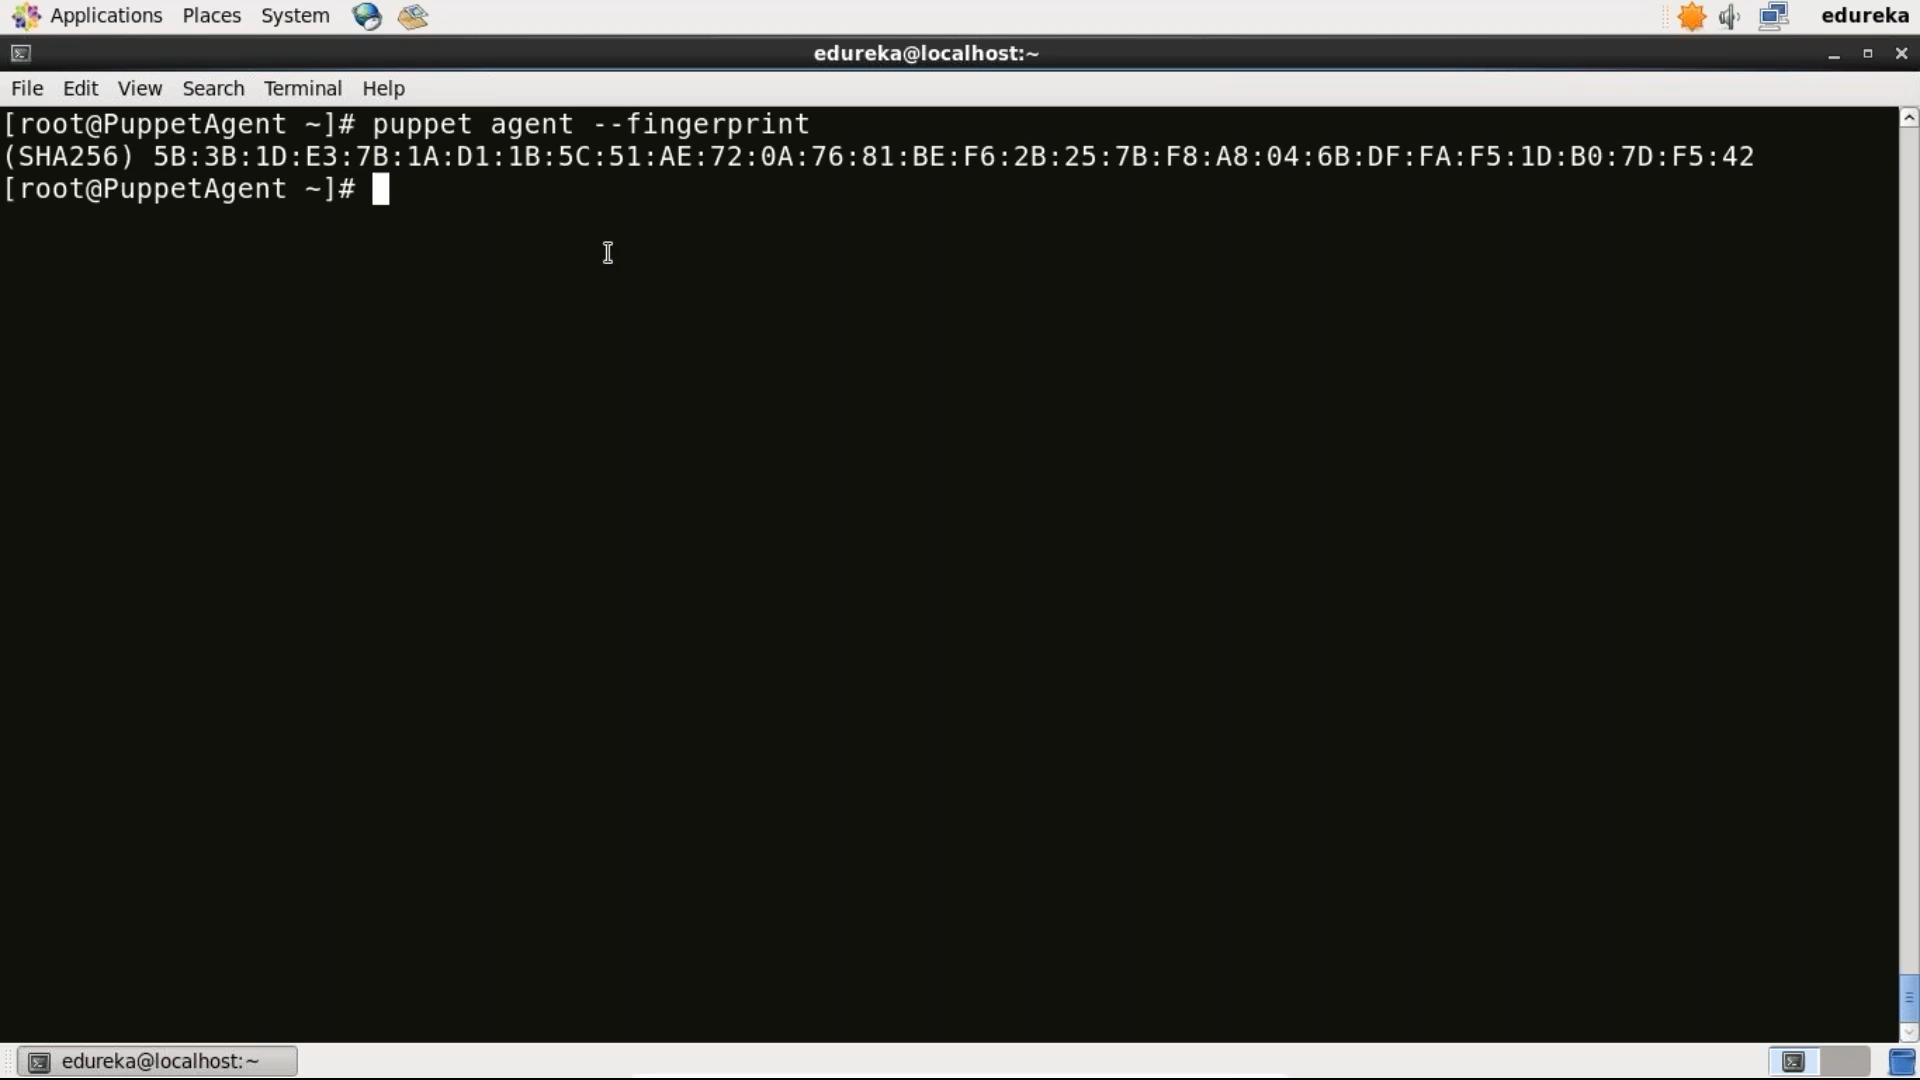 Applications Places System edureka
edureka@localhost:~
File Edit View Search Terminal Help
[root@PuppetAgent ~]# puppet agent --fingerprint
(SHA256) 5B:3B:1D:E3:7B:1A:D1:1B:5C:51:AE:72:0A:76:81:BE:F6:2B:25:7B:F8:A8:04:6B:DF:FA:F5:1D:B0:7D:F5:42
[root@PuppetAgent ~]#
edureka@localhost:~